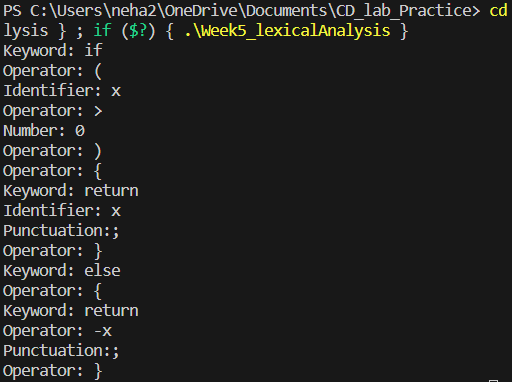 PS C:\Users\neha2\OneDrive\Documents\CD_lab_Practice> cd
lysis } ; if ($?) { .\Week5_lexicalAnalysis }
Keyword: if
Operator: (
Identifier: x
Operator: >
Number: 0
Operator: )
Operator: {
Keyword: return
Identifier: x
Punctuation:;
Operator: }
Keyword: else
Operator: {
Keyword: return
Operator: -x
Punctuation:;
Operator: }